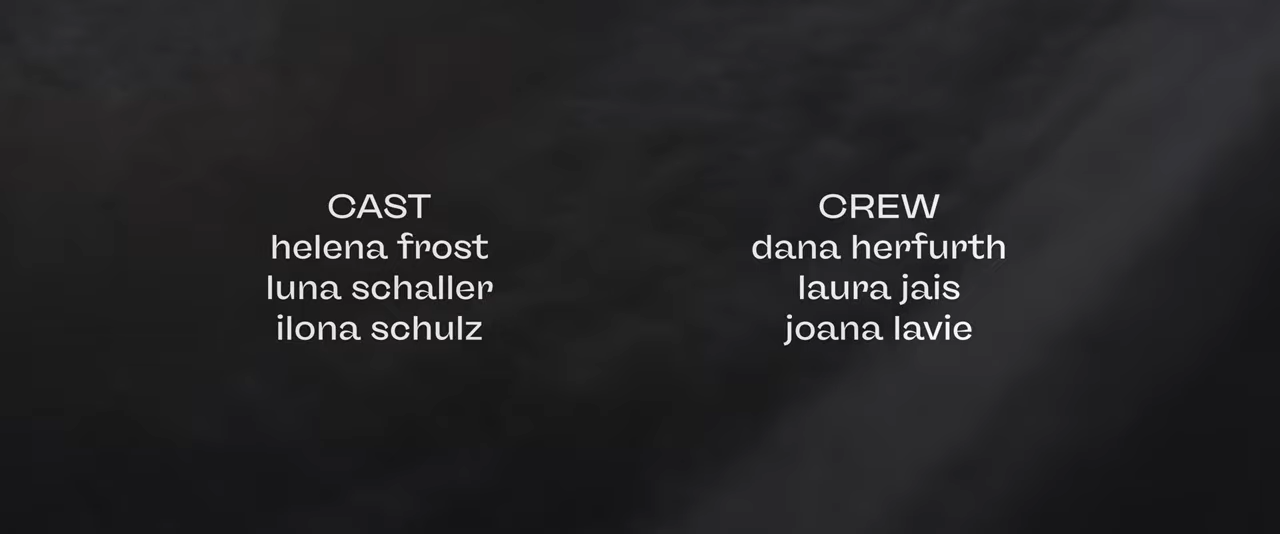 CAST
helena frost
luna schaller
ilona schulz
CREW
dana herfurth
laura jais
joana lavie